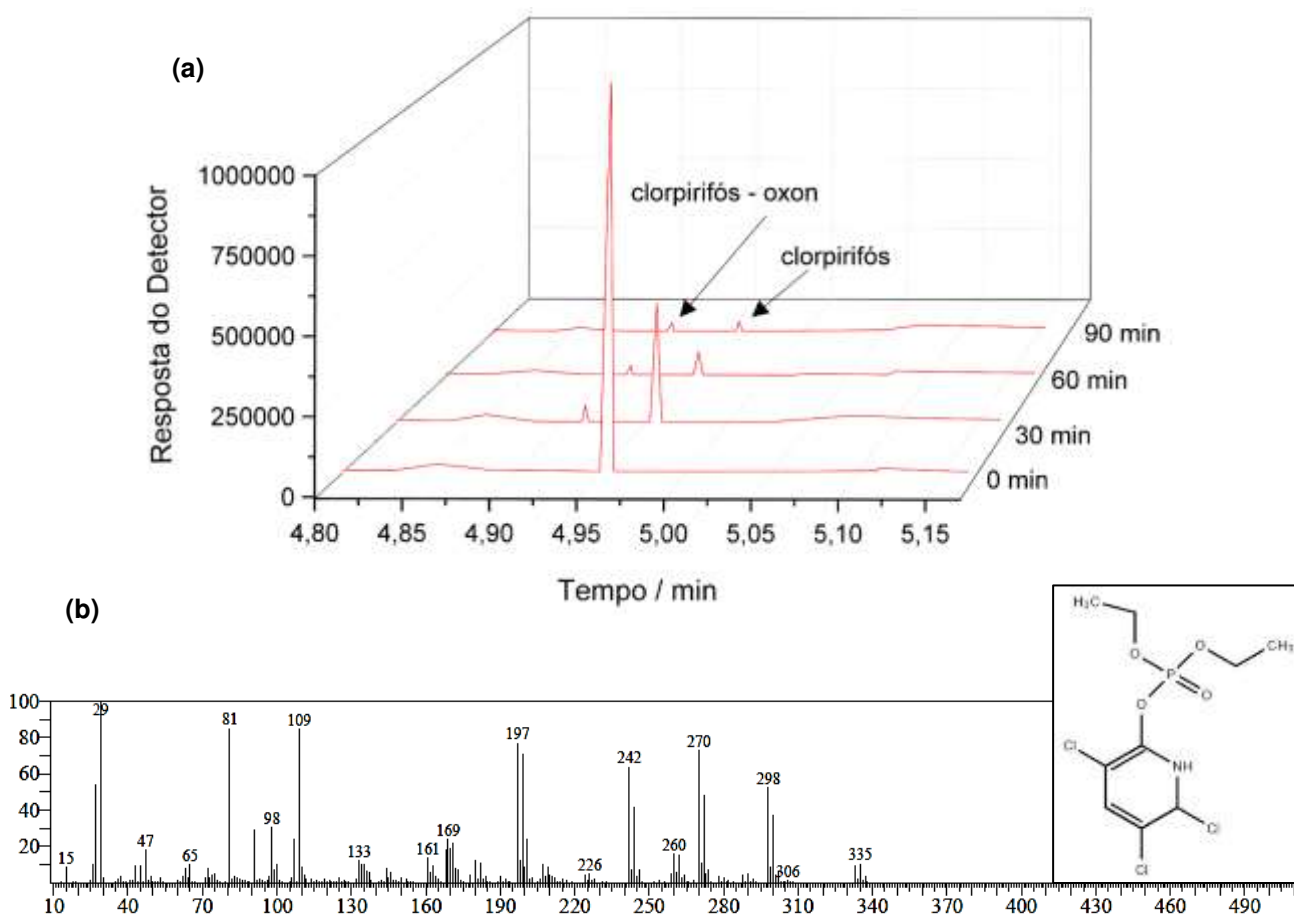 (a)
Resposta do Detector
1000000
750000
500000
250000
0
clorpirifós - oxon
clorpirifós
90 min
60 min
30 min
0 min
4,80 4,85 4,90 4,95 5,00 5,05 5,10 5,15
Tempo / min
(b)
100
80
60
40
20
15 29 47 65 81 98 109 133 161 169 197 226 242 260 270 298 306 335
10 40 70 100 130 160 190 220 250 280 310 340 370 400 430 460 490
H₃C
O
O
CH₃
P
O
O
Cl
NH
Cl
Cl